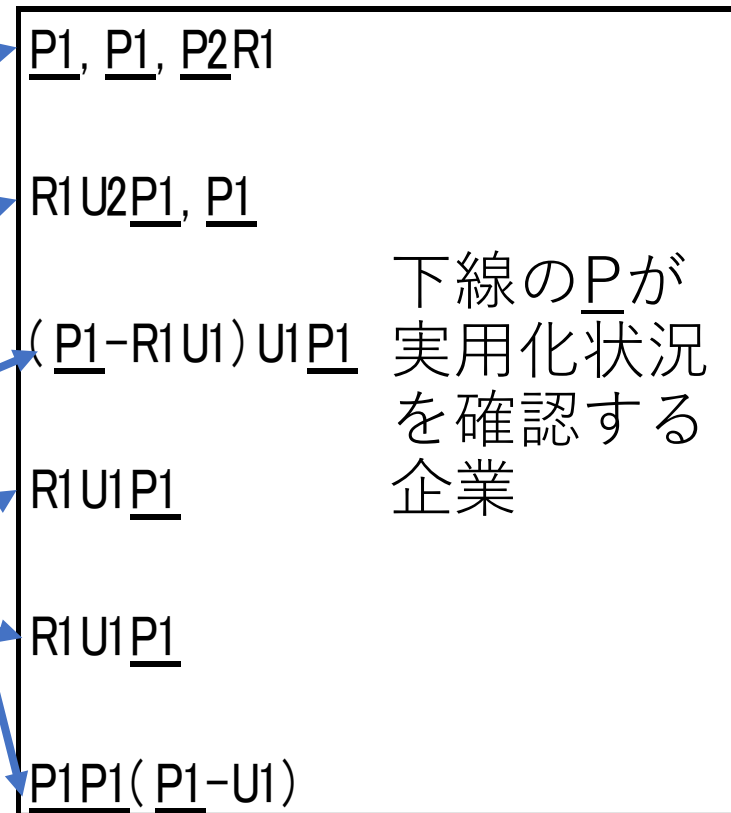 P1, P1, P2R1
R1U2P1, P1
(P1-R1U1)U1P1
R1U1P1
R1U1P1
P1P1(P1-U1)
下線のPが
実用化状況
を確認する
企業